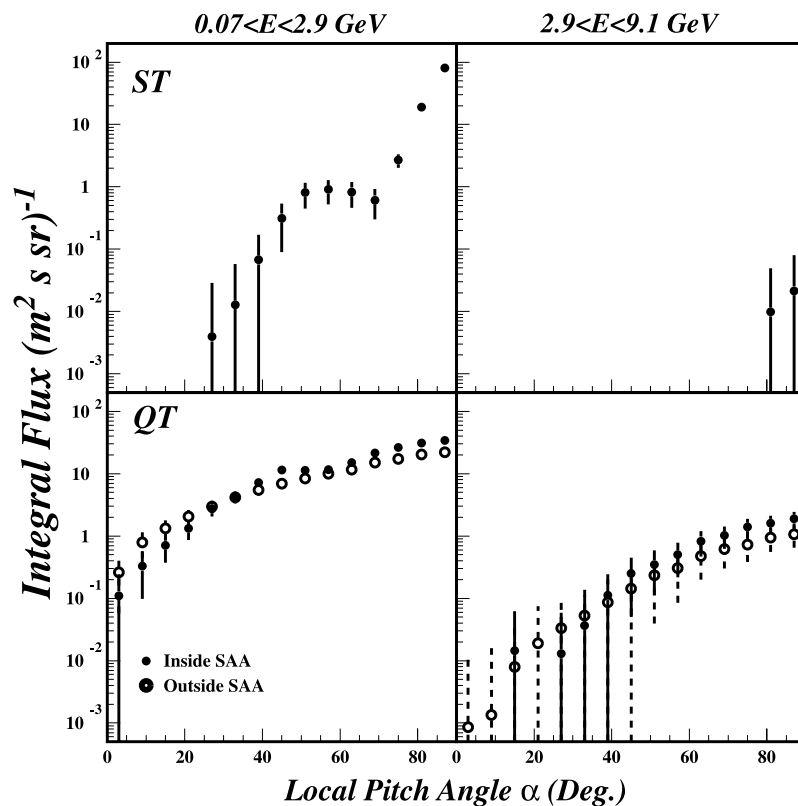 0.07<E<2.9 GeV
2.9<E<9.1 GeV
ST
10 2
10
1
10 -1
10 -2
10 -3
Integral Flux (m2 s sr)-1
QT
10 2
10
1
10 -1
10 -2
10 -3
Inside SAA
Outside SAA
0 20 40 60 80 0 20 40 60 80
Local Pitch Angle α (Deg.)